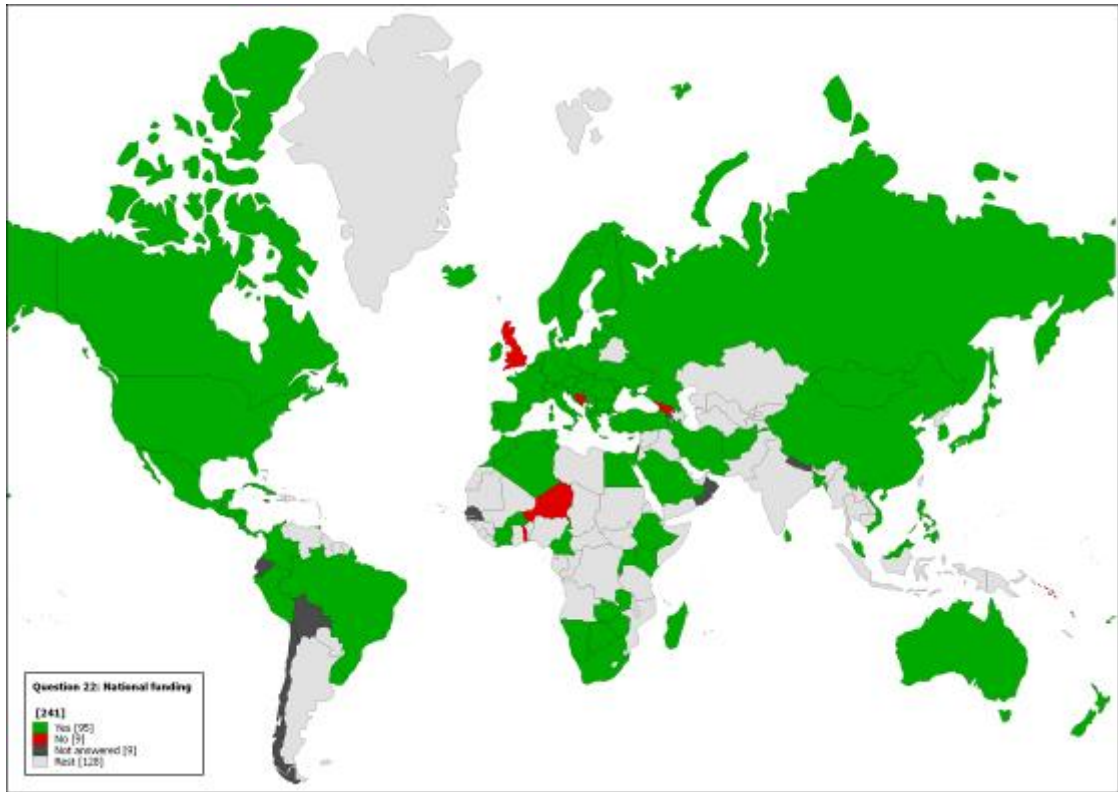 Question 22: National funding
[241]
Yes [95]
No [9]
Not answered [9]
Rest [128]